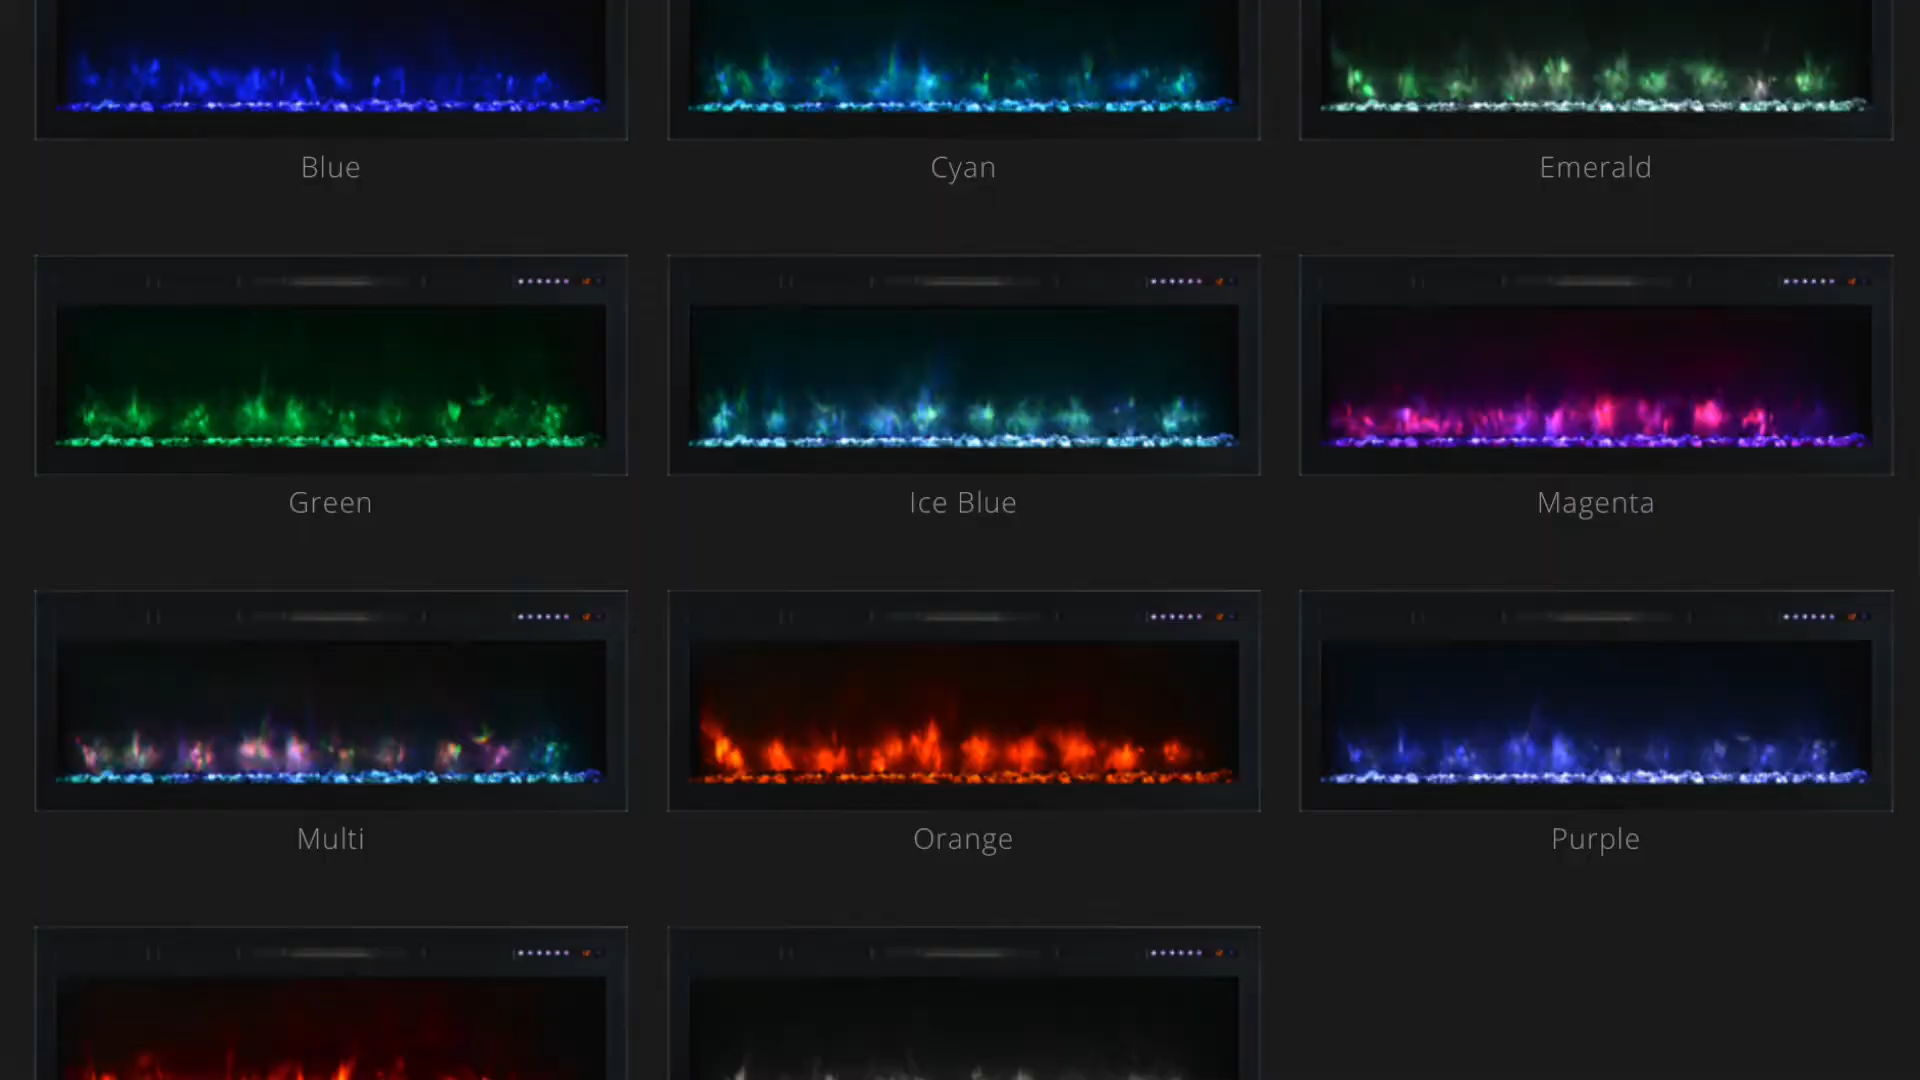 Blue
Cyan
Emerald
Green
Ice Blue
Magenta
Multi
Orange
Purple